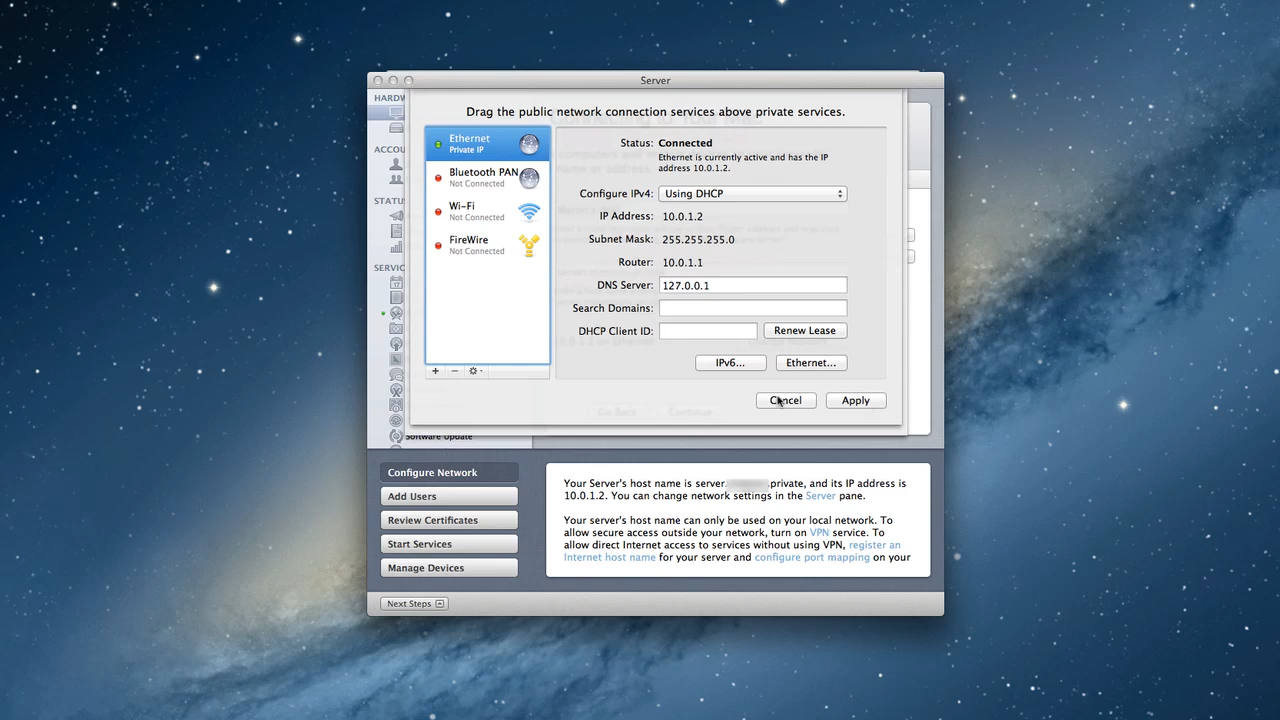 Server
Drag the public network connection services above private services.
HARDW
ACCOU
STATUS
SERVIC
Software Update
Ethernet
Private IP
Bluetooth PAN
Not Connected
Wi-Fi
Not Connected
FireWire
Not Connected
Status: Connected
Ethernet is currently active and has the IP
address 10.0.1.2.
Configure IPv4: Using DHCP
IP Address: 10.0.1.2
Subnet Mask: 255.255.255.0
Router: 10.0.1.1
DNS Server: 127.0.0.1
Search Domains:
DHCP Client ID:
Renew Lease
IPv6... Ethernet...
Cancel Apply
Go Back Continue
Configure Network
Add Users
Review Certificates
Start Services
Manage Devices
Your Server's host name is server. .private, and its IP address is
10.0.1.2. You can change network settings in the Server pane.
Your server's host name can only be used on your local network. To
allow secure access outside your network, turn on VPN service. To
allow direct Internet access to services without using VPN, register an
Internet host name for your server and configure port mapping on your
Next Steps